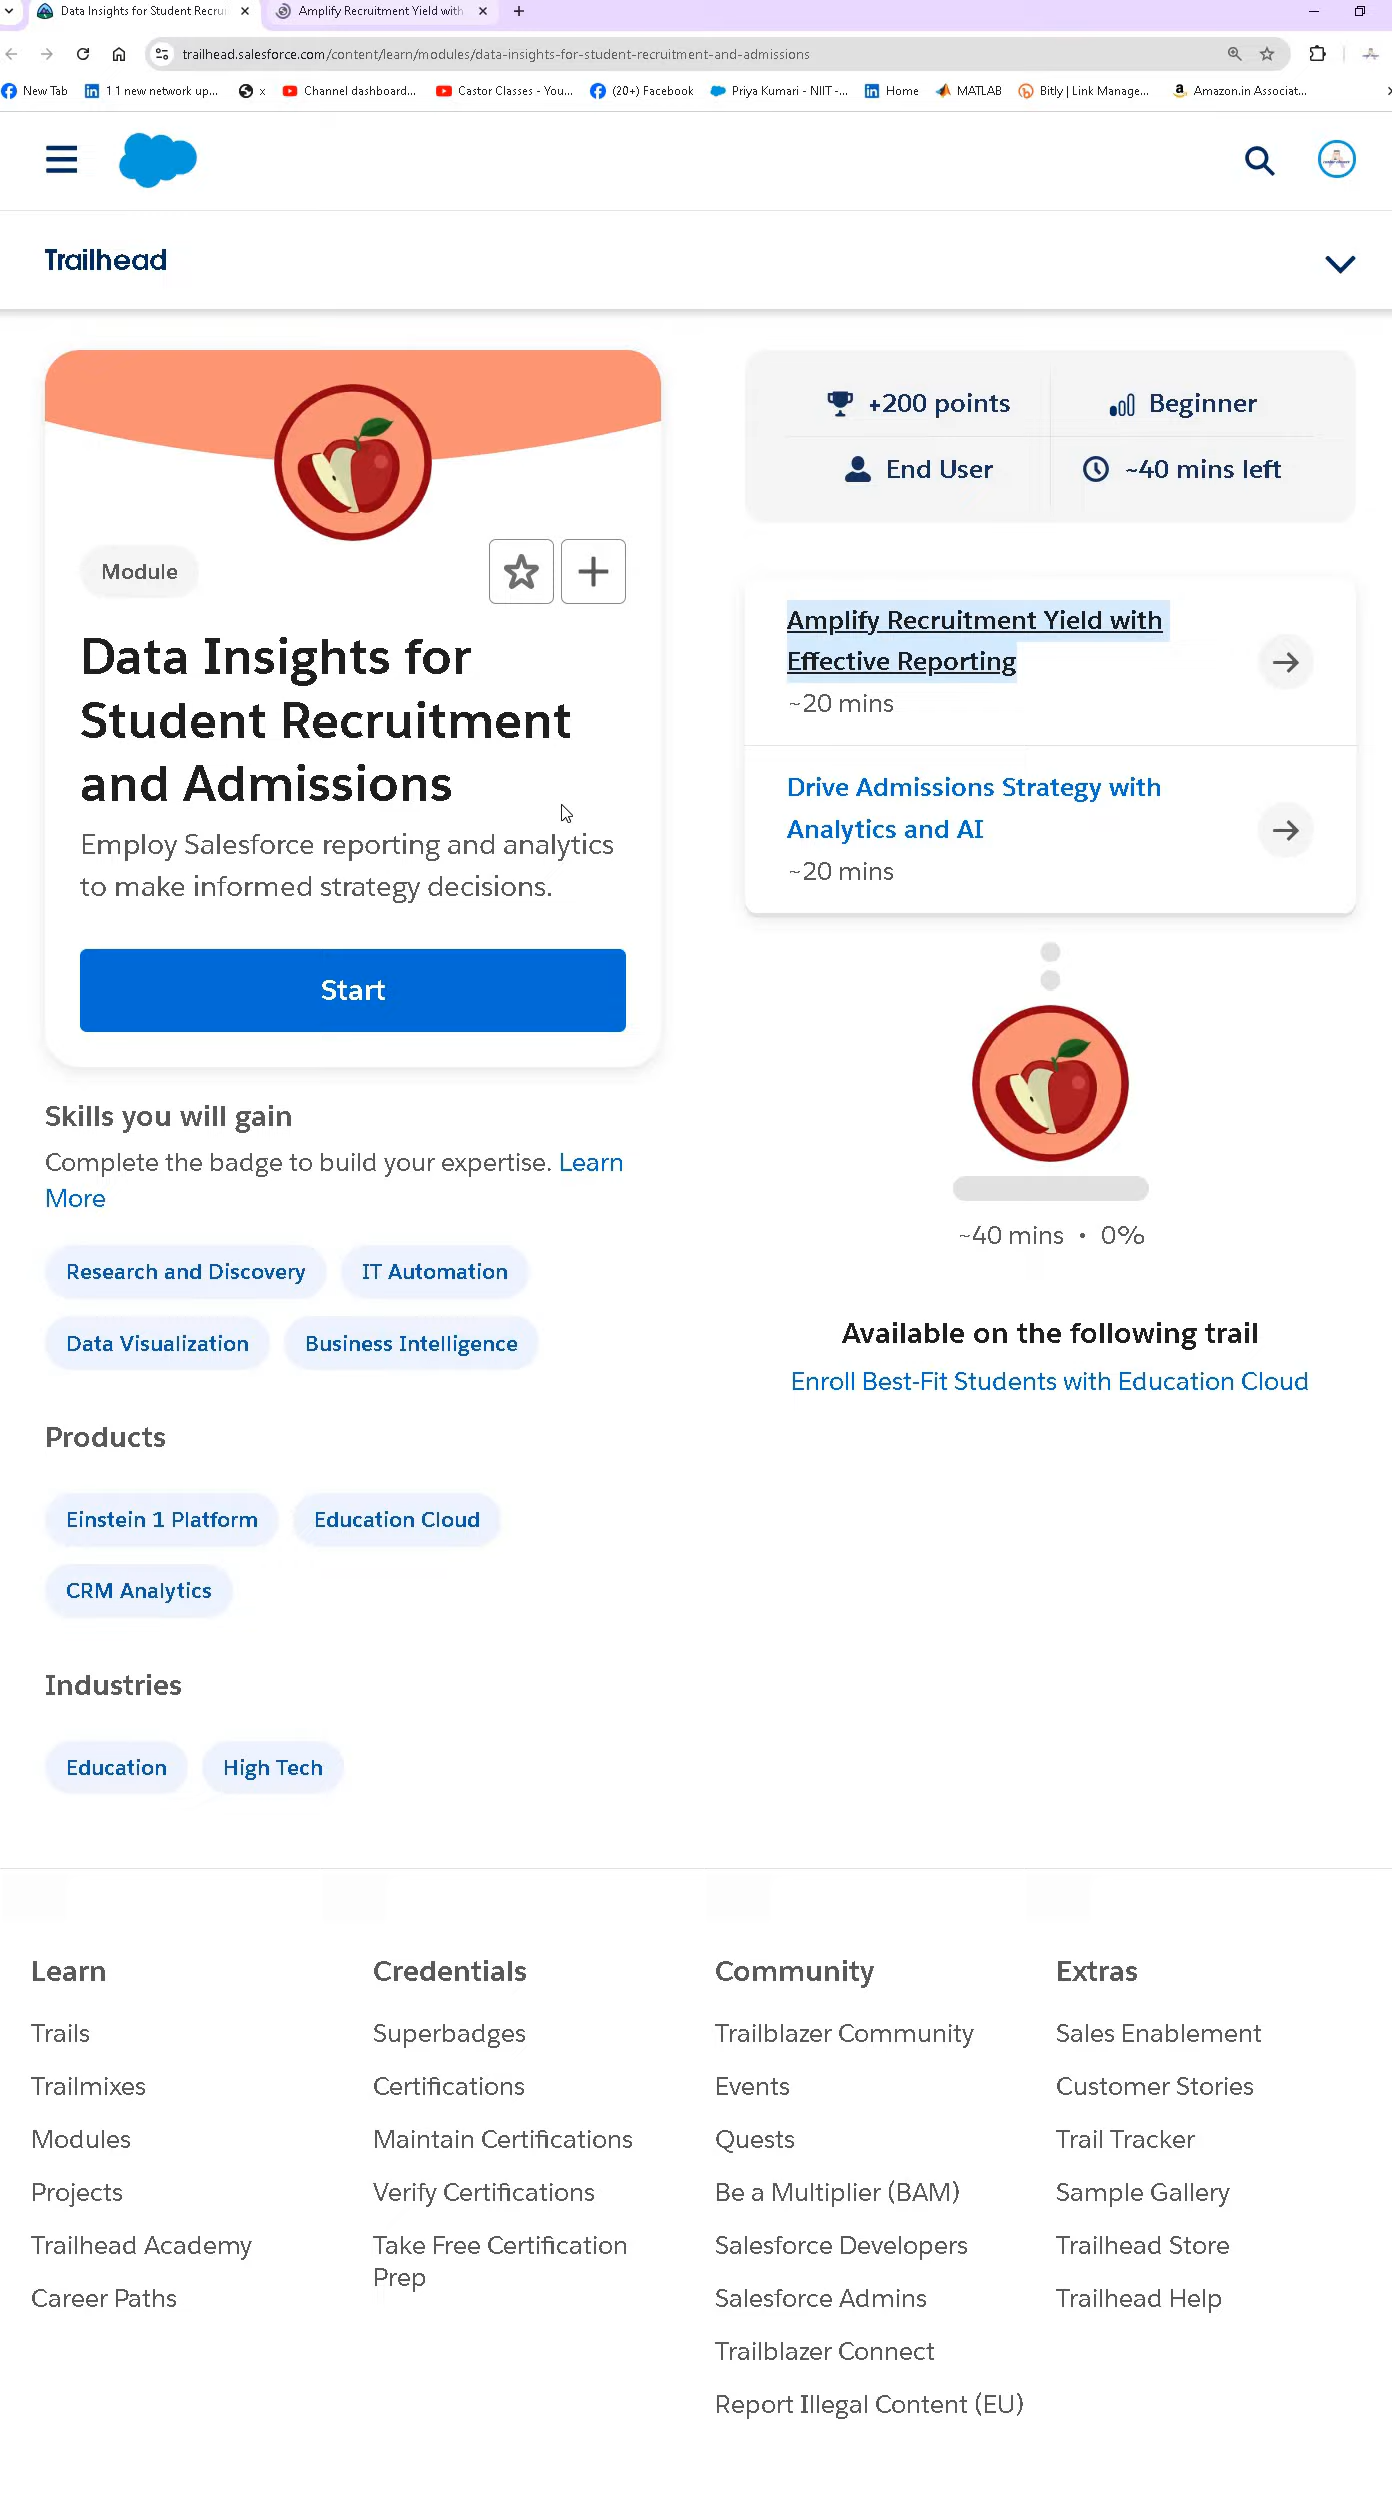 Data Insights for Student Recru
Amplify Recruitment Yield with
trailhead.salesforce.com/content/learn/modules/data-insights-for-student-recruitment-and-admissions
New Tab
1 1 new network up...
x
Channel dashboard...
Castor Classes - You...
(20+) Facebook
Priya Kumari - NIIT -...
Home
MATLAB
Bitly | Link Manage...
Amazon.in Associat...
Trailhead
Module
Data Insights for
Student Recruitment
and Admissions
Employ Salesforce reporting and analytics
to make informed strategy decisions.
Start
+200 points
Beginner
End User
~40 mins left
Amplify Recruitment Yield with
Effective Reporting
~20 mins
Drive Admissions Strategy with
Analytics and AI
~20 mins
~40 mins • 0%
Available on the following trail
Enroll Best-Fit Students with Education Cloud
Skills you will gain
Complete the badge to build your expertise. Learn
More
Research and Discovery
IT Automation
Data Visualization
Business Intelligence
Products
Einstein 1 Platform
Education Cloud
CRM Analytics
Industries
Education
High Tech
Learn
Trails
Trailmixes
Modules
Projects
Trailhead Academy
Career Paths
Credentials
Superbadges
Certifications
Maintain Certifications
Verify Certifications
Take Free Certification
Prep
Community
Trailblazer Community
Events
Quests
Be a Multiplier (BAM)
Salesforce Developers
Salesforce Admins
Trailblazer Connect
Report Illegal Content (EU)
Extras
Sales Enablement
Customer Stories
Trail Tracker
Sample Gallery
Trailhead Store
Trailhead Help